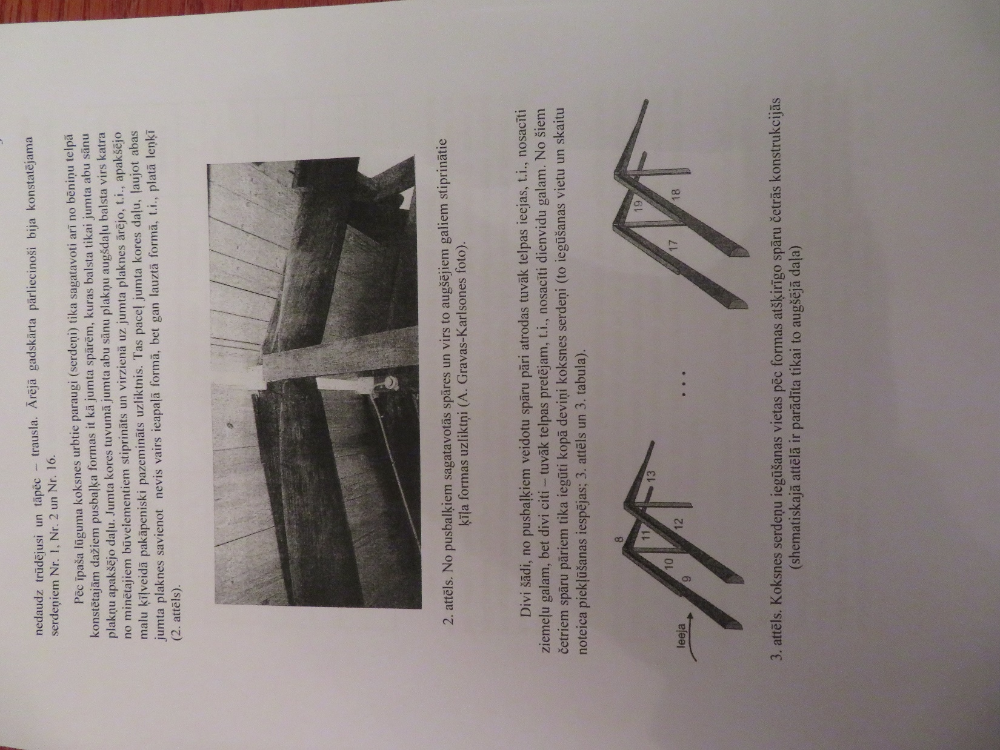 nedaudz trūdējusi un tāpēc – trausla. Ārējā gadskārta pārliecinoši bija konstatējama
serdeņiem Nr. 1, Nr. 2 un Nr. 16.
Pēc īpaša lūguma koksnes urbtie paraugi (serdeņi) tika sagatavoti arī no bēniņu telpā
konstētajām dažiem pusbaļķa formas it kā jumta spārēm, kuras balsta tikai jumta abu sānu
plakņu apakšējo daļu. Jumta kores tuvumā jumta abu sānu plakņu augšdaļu balsta virs katra
no minētajiem būvelementiem stiprināts un virzienā uz jumta plaknes ārējo, t.i., apakšējo
malu ķīļveidā pakāpeniski pazemināts uzliktnis. Tas paceļ jumta kores daļu, ļaujot abas
jumta plaknes savienot nevis vairs ieapaļā formā, bet gan lauztā formā, t.i., platā leņķī
(2. attēls).
2. attēls. No pusbalķiem sagatavotās spāres un virs to augšējiem galiem stiprinātie
ķīļa formas uzliktņi (A. Gravas-Karlsones foto).
Divi šādi, no pusbaļķiem veidotu spāru pāri atrodas tuvāk telpas ieejas, t.i., nosacīti
ziemeļu galam, bet divi citi – tuvāk telpas pretējam, t.i., nosacīti dienvidu galam. No šiem
četriem spāru pāriem tika iegūti kopā deviņi koksnes serdeņi (to iegūšanas vietu un skaitu
noteica piekļūšanas iespējas; 3. attēls un 3. tabula).
Ieeja
9
10
8
11
12
13
...
17
19
18
3. attēls. Koksnes serdeņu iegūšanas vietas pēc formas atšķirīgo spāru četrās konstrukcijās
(shematiskajā attēlā ir parādīta tikai to augšējā daļa)